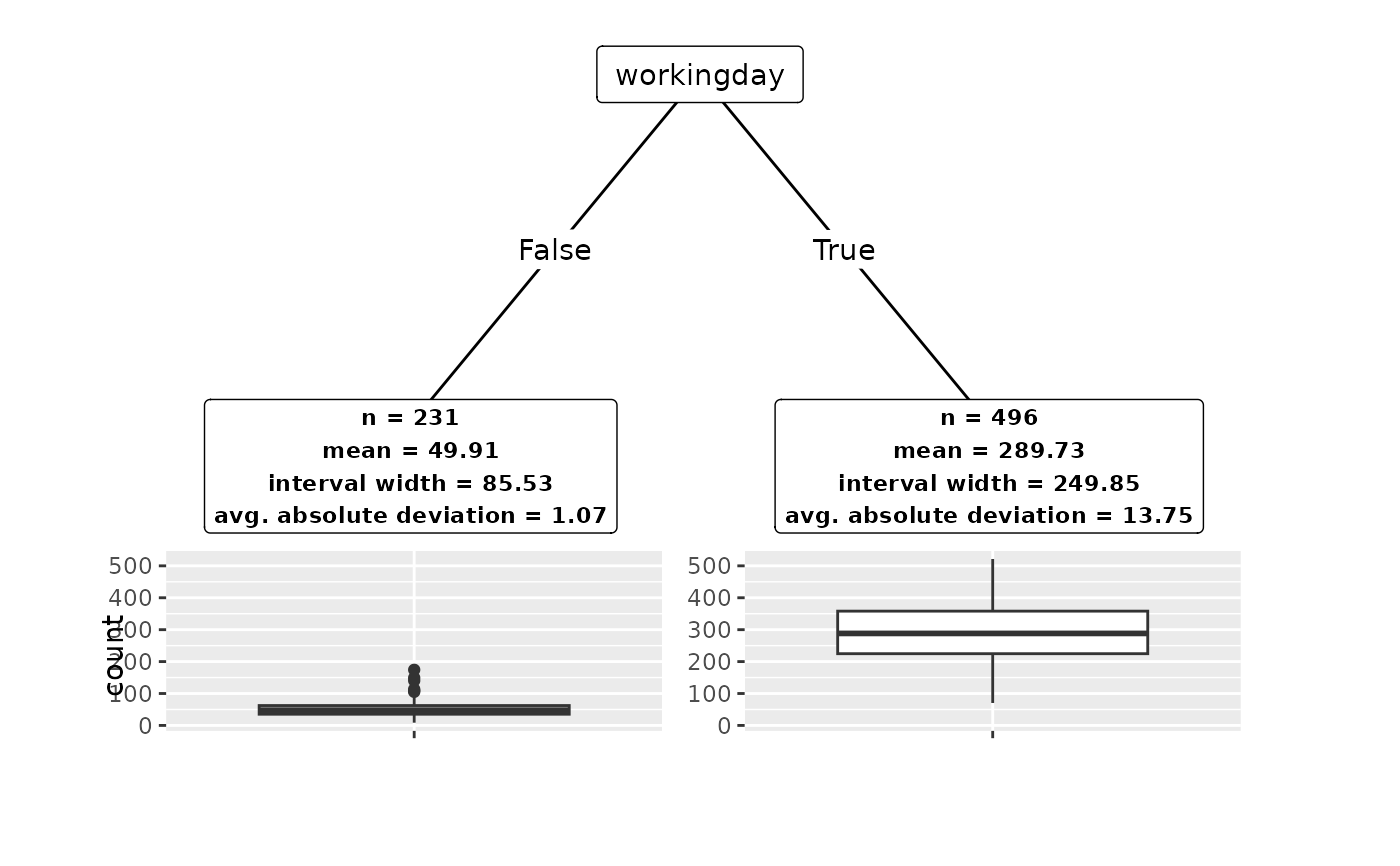 workingday
False
True
n = 231
mean = 49.91
interval width = 85.53
avg. absolute deviation = 1.07
n = 496
mean = 289.73
interval width = 249.85
avg. absolute deviation = 13.75
count
500
400
300
200
100
0
500
400
300
200
100
0